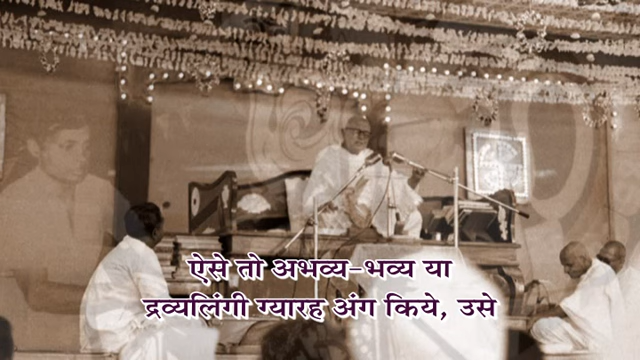 ऐसे तो अभव्य-भव्य या
द्रव्यलिंगी ग्यारह अंग किये, उसे